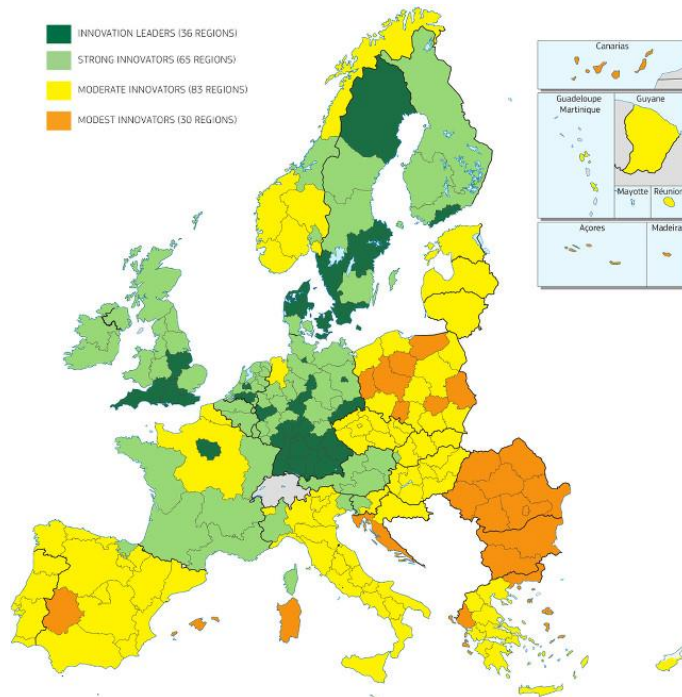 INNOVATION LEADERS (36 REGIONS)
STRONG INNOVATORS (65 REGIONS)
MODERATE INNOVATORS (83 REGIONS)
MODEST INNOVATORS (30 REGIONS)
Canarias
Guadeloupe
Martinique
Guyane
Mayotte
Réunion
Açores
Madeira